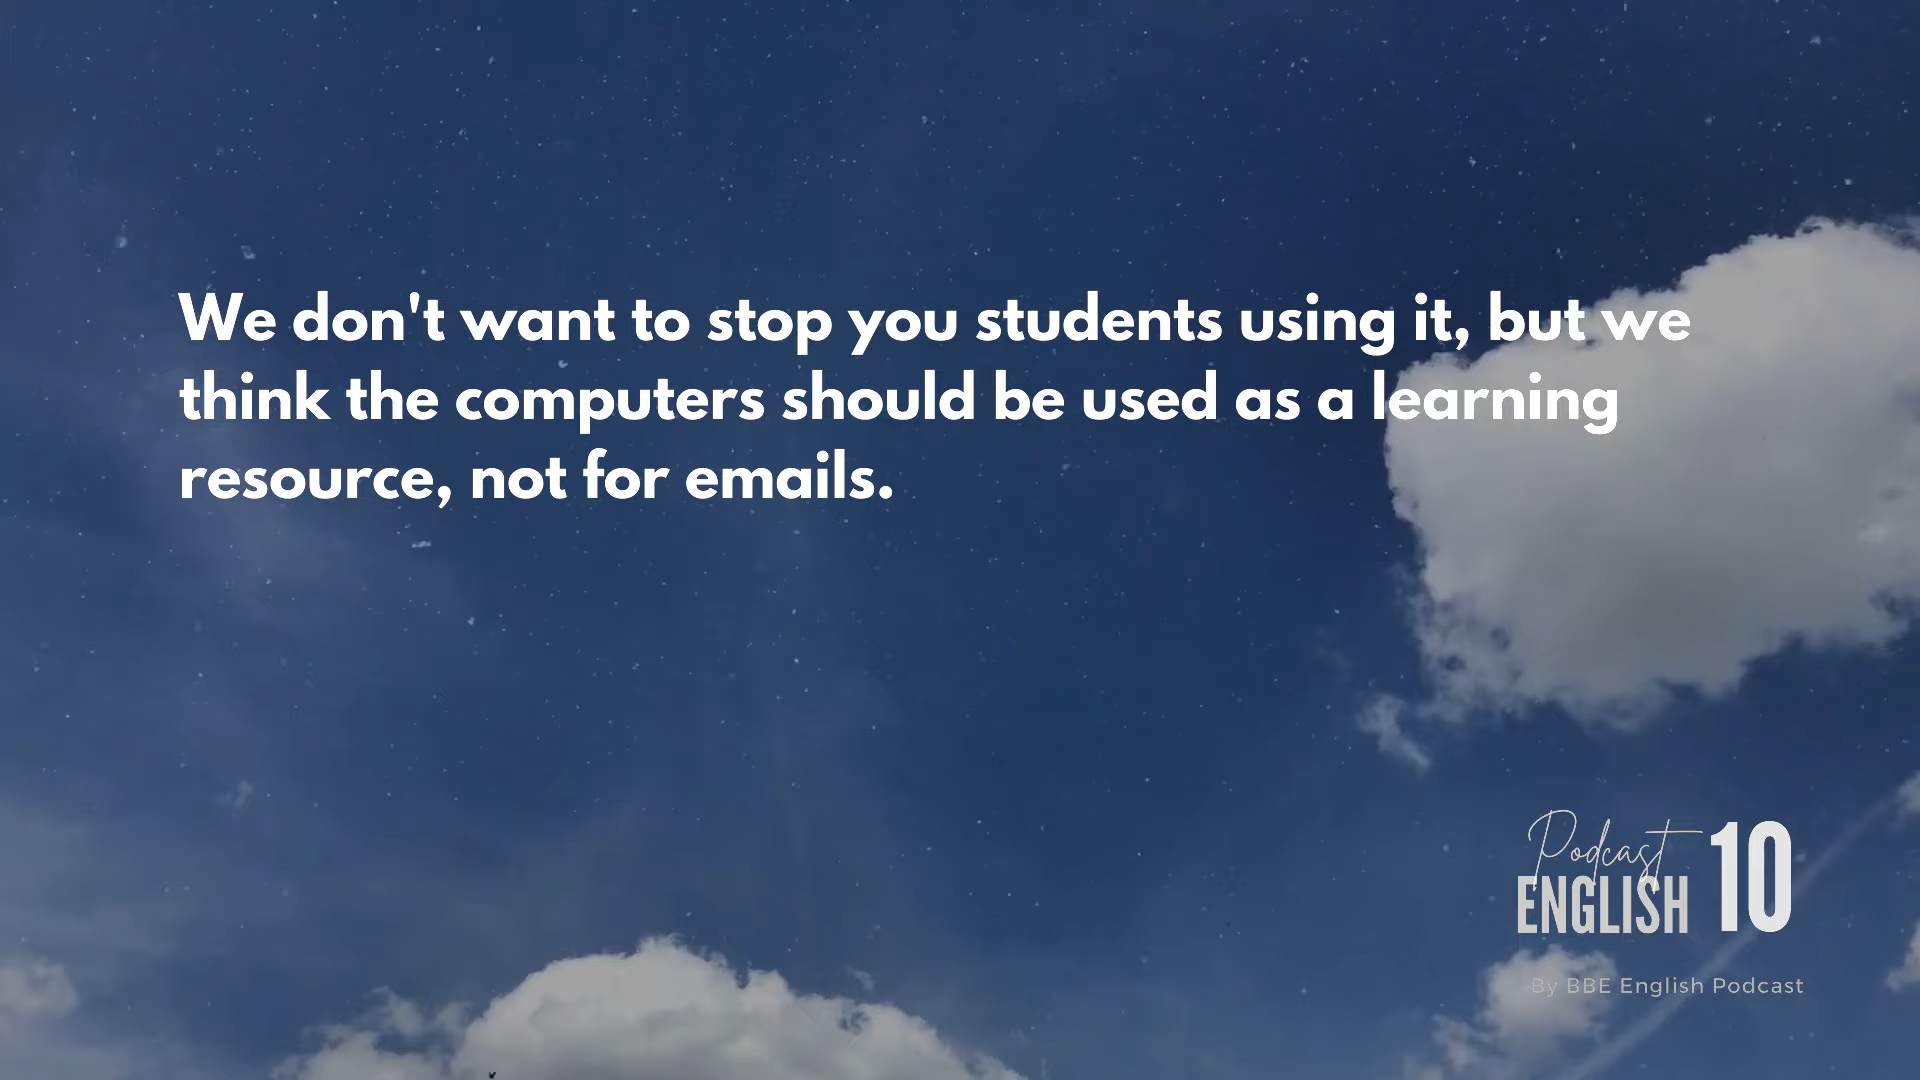 We don't want to stop you students using it, but we
think the computers should be used as a learning
resource, not for emails.
Podcast
ENGLISH 10
By BBE English Podcast